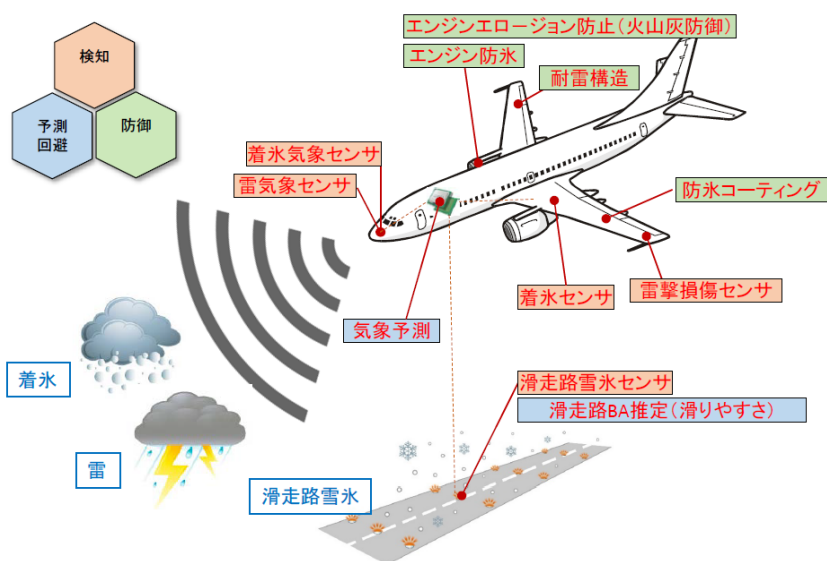 エンジンエロージョン防止(火山灰防御)
エンジン防氷
耐雷構造
検知
予測
回避
防御
着氷気象センサ
雷気象センサ
防氷コーティング
着氷センサ
雷撃損傷センサ
気象予測
着氷
滑走路雪氷センサ
滑走路BA推定(滑りやすさ)
雷
滑走路雪氷